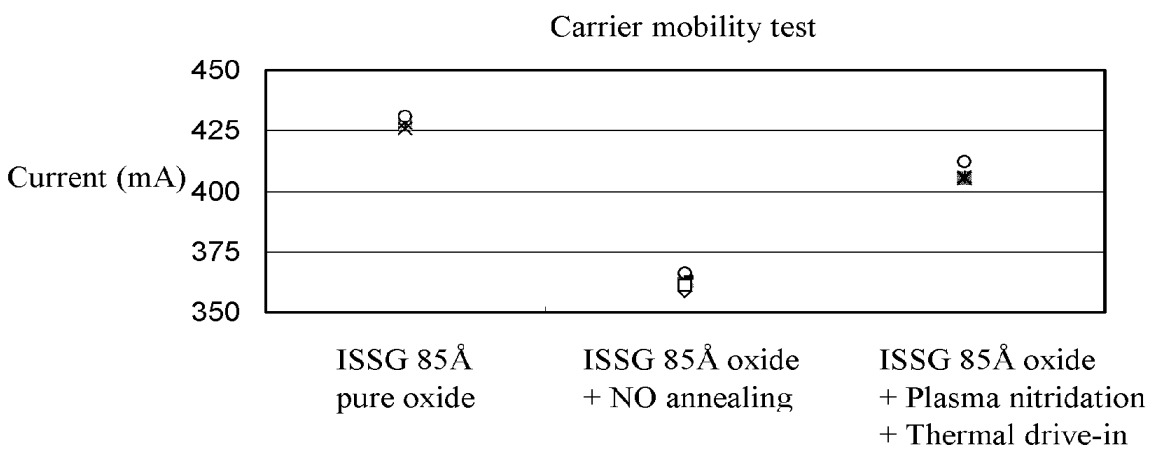 Carrier mobility test
450
425
Current (mA)
400
375
350
ISSG 85Å
pure oxide
ISSG 85Å oxide
+ NO annealing
ISSG 85Å oxide
+ Plasma nitridation
+ Thermal drive-in